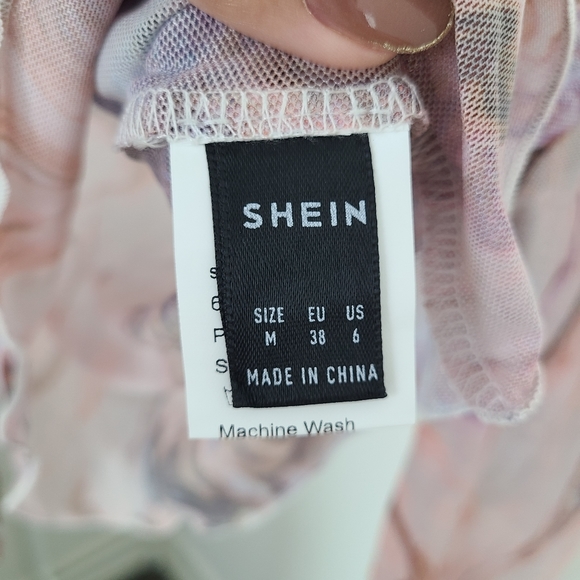 SHEIN
SIZE EU US
M 38 6
MADE IN CHINA
Machine Wash